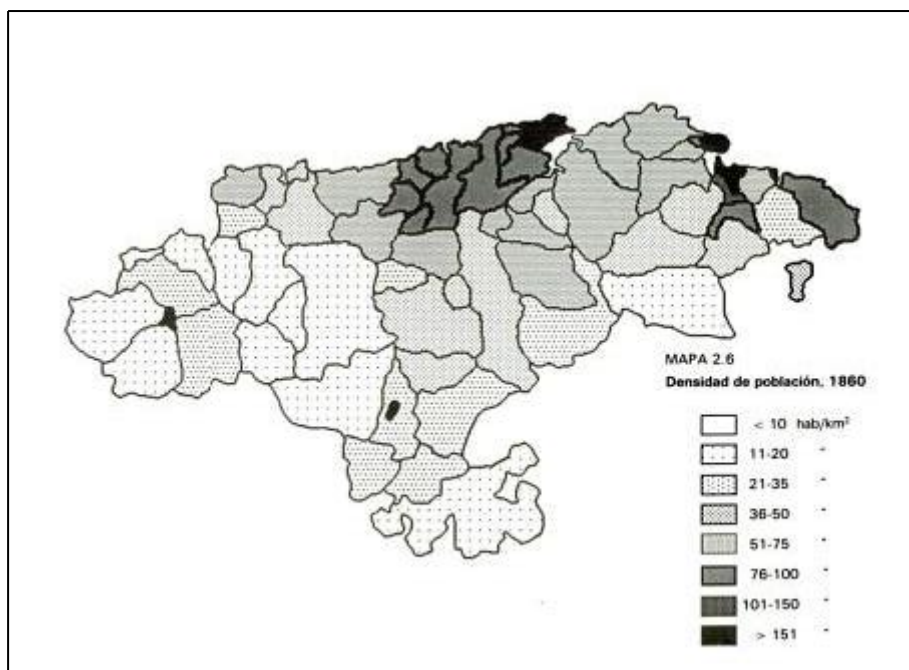 MAPA 2.6
Densidad de población, 1860
< 10 hab/km²
11-20 "
21-35 "
36-50 "
51-75 "
76-100 "
101-150 "
> 151 "